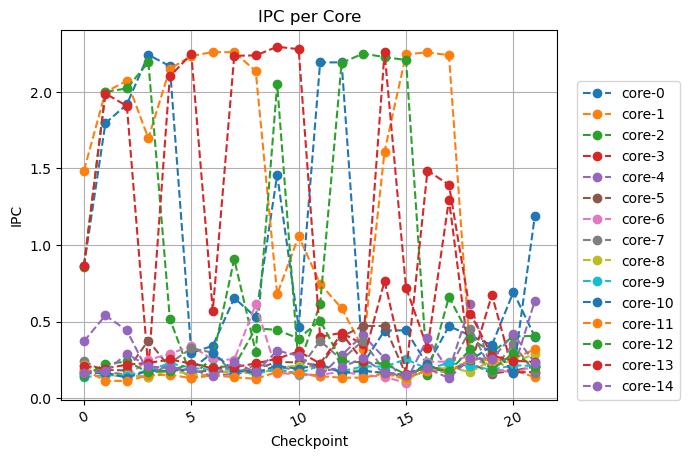 IPC per Core
IPC
2.0
1.5
1.0
0.5
0.0
0
5
10
15
20
Checkpoint
core-0
core-1
core-2
core-3
core-4
core-5
core-6
core-7
core-8
core-9
core-10
core-11
core-12
core-13
core-14